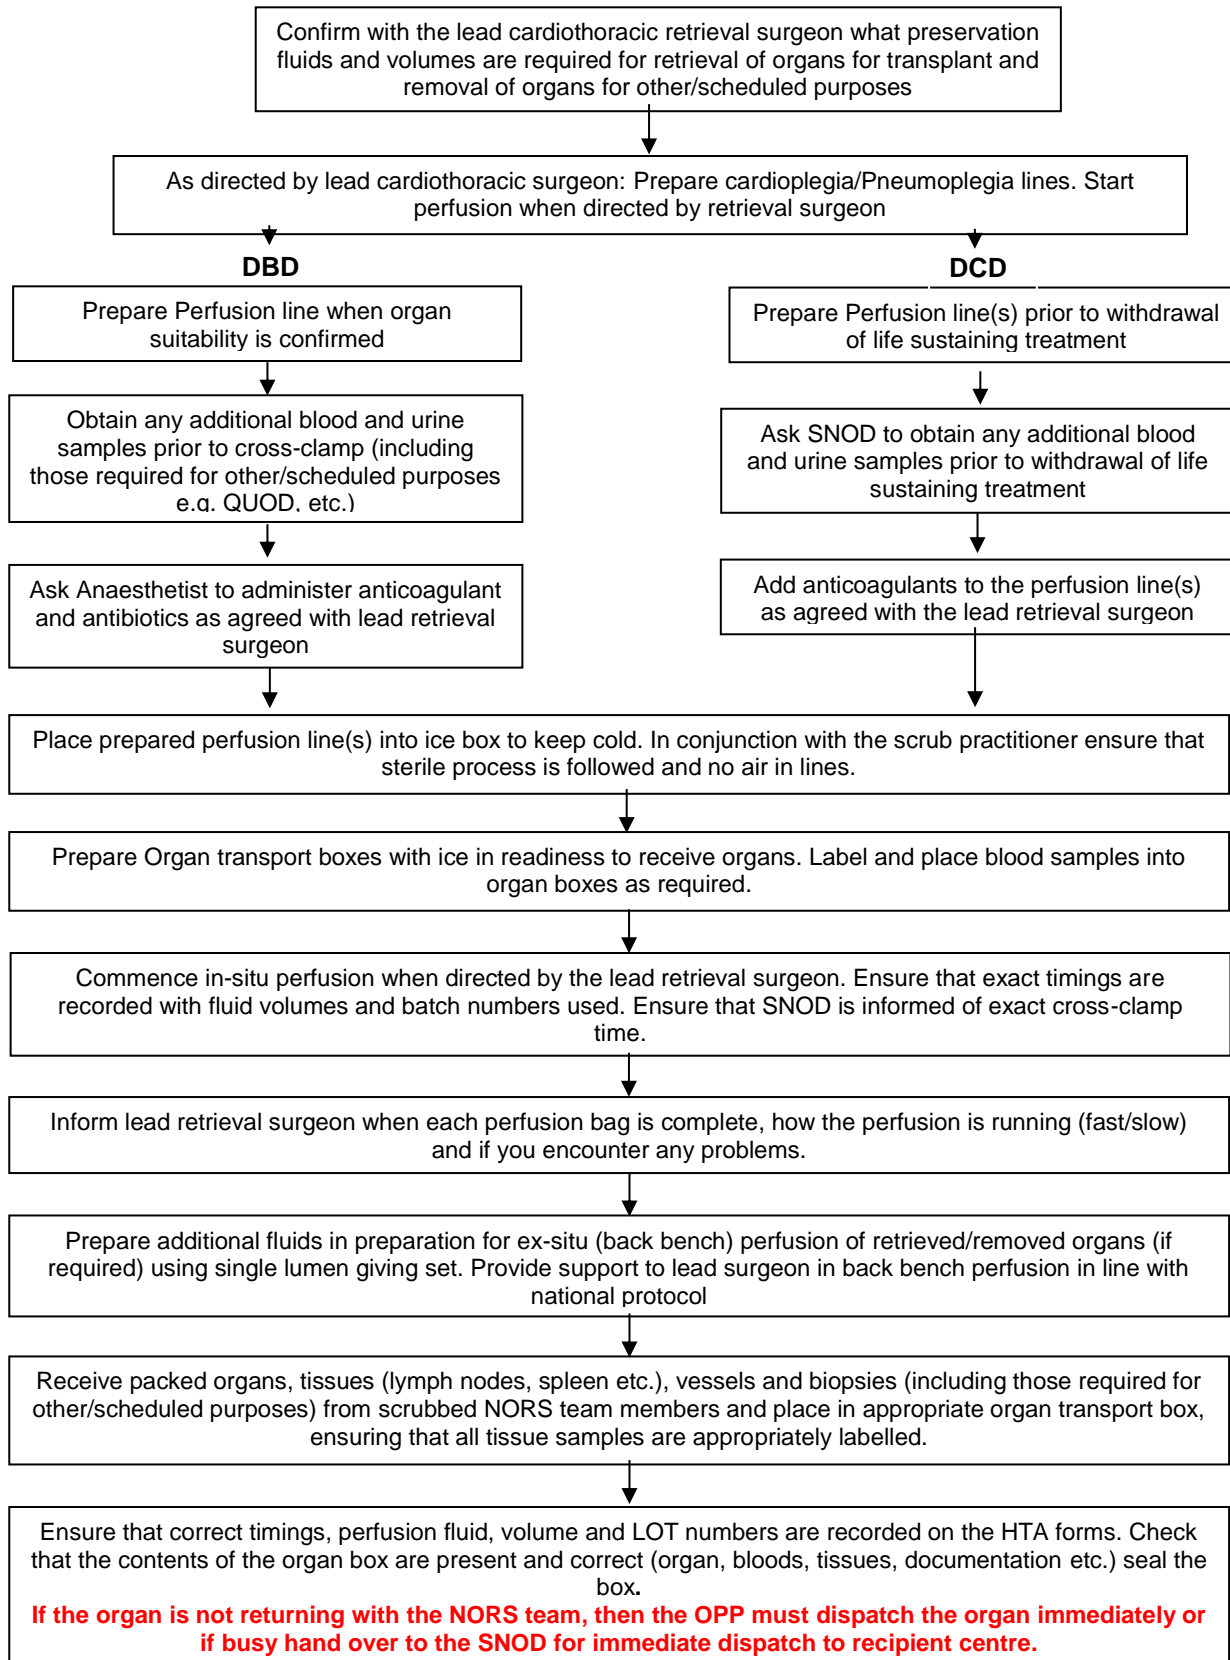 Confirm with the lead cardiothoracic retrieval surgeon what preservation
fluids and volumes are required for retrieval of organs for transplant and
removal of organs for other/scheduled purposes
As directed by lead cardiothoracic surgeon: Prepare cardioplegia/Pneumoplegia lines. Start
perfusion when directed by retrieval surgeon
DBD
Prepare Perfusion line when organ
suitability is confirmed
Obtain any additional blood and urine
samples prior to cross-clamp (including
those required for other/scheduled purposes
e.g. QUOD, etc.)
Ask Anaesthetist to administer anticoagulant
and antibiotics as agreed with lead retrieval
surgeon
DCD
Prepare Perfusion line(s) prior to withdrawal
of life sustaining treatment
Ask SNOD to obtain any additional blood
and urine samples prior to withdrawal of life
sustaining treatment
Add anticoagulants to the perfusion line(s)
as agreed with the lead retrieval surgeon
Place prepared perfusion line(s) into ice box to keep cold. In conjunction with the scrub practitioner ensure that
sterile process is followed and no air in lines.
Prepare Organ transport boxes with ice in readiness to receive organs. Label and place blood samples into
organ boxes as required.
Commence in-situ perfusion when directed by the lead retrieval surgeon. Ensure that exact timings are
recorded with fluid volumes and batch numbers used. Ensure that SNOD is informed of exact cross-clamp
time.
Inform lead retrieval surgeon when each perfusion bag is complete, how the perfusion is running (fast/slow)
and if you encounter any problems.
Prepare additional fluids in preparation for ex-situ (back bench) perfusion of retrieved/removed organs (if
required) using single lumen giving set. Provide support to lead surgeon in back bench perfusion in line with
national protocol
Receive packed organs, tissues (lymph nodes, spleen etc.), vessels and biopsies (including those required for
other/scheduled purposes) from scrubbed NORS team members and place in appropriate organ transport box,
ensuring that all tissue samples are appropriately labelled.
Ensure that correct timings, perfusion fluid, volume and LOT numbers are recorded on the HTA forms. Check
that the contents of the organ box are present and correct (organ, bloods, tissues, documentation etc.) seal the
box.
If the organ is not returning with the NORS team, then the OPP must dispatch the organ immediately or
if busy hand over to the SNOD for immediate dispatch to recipient centre.